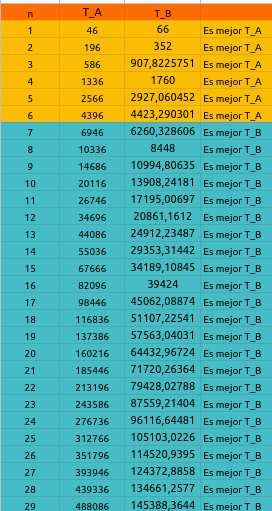 n T_A T_B
1 46 66 Es mejor T_A
2 196 352 Es mejor T_A
3 586 907,8225751 Es mejor T_A
4 1336 1760 Es mejor T_A
5 2566 2927,060452 Es mejor T_A
6 4396 4423,290301 Es mejor T_A
7 6946 6260,328606 Es mejor T_B
8 10336 8448 Es mejor T_B
9 14686 10994,80635 Es mejor T_B
10 20116 13908,24181 Es mejor T_B
11 26746 17195,00697 Es mejor T_B
12 34696 20861,1612 Es mejor T_B
13 44086 24912,23487 Es mejor T_B
14 55036 29353,31442 Es mejor T_B
15 67666 34189,10845 Es mejor T_B
16 82096 39424 Es mejor T_B
17 98446 45062,08874 Es mejor T_B
18 116836 51107,22541 Es mejor T_B
19 137386 57563,04031 Es mejor T_B
20 160216 64432,96724 Es mejor T_B
21 185446 71720,26364 Es mejor T_B
22 213196 79428,02788 Es mejor T_B
23 243586 87559,21404 Es mejor T_B
24 276736 96116,64481 Es mejor T_B
25 312766 105103,0226 Es mejor T_B
26 351796 114520,9395 Es mejor T_B
27 393946 124372,8858 Es mejor T_B
28 439336 134661,2577 Es mejor T_B
29 488086 145388,3644 Es mejor T_B